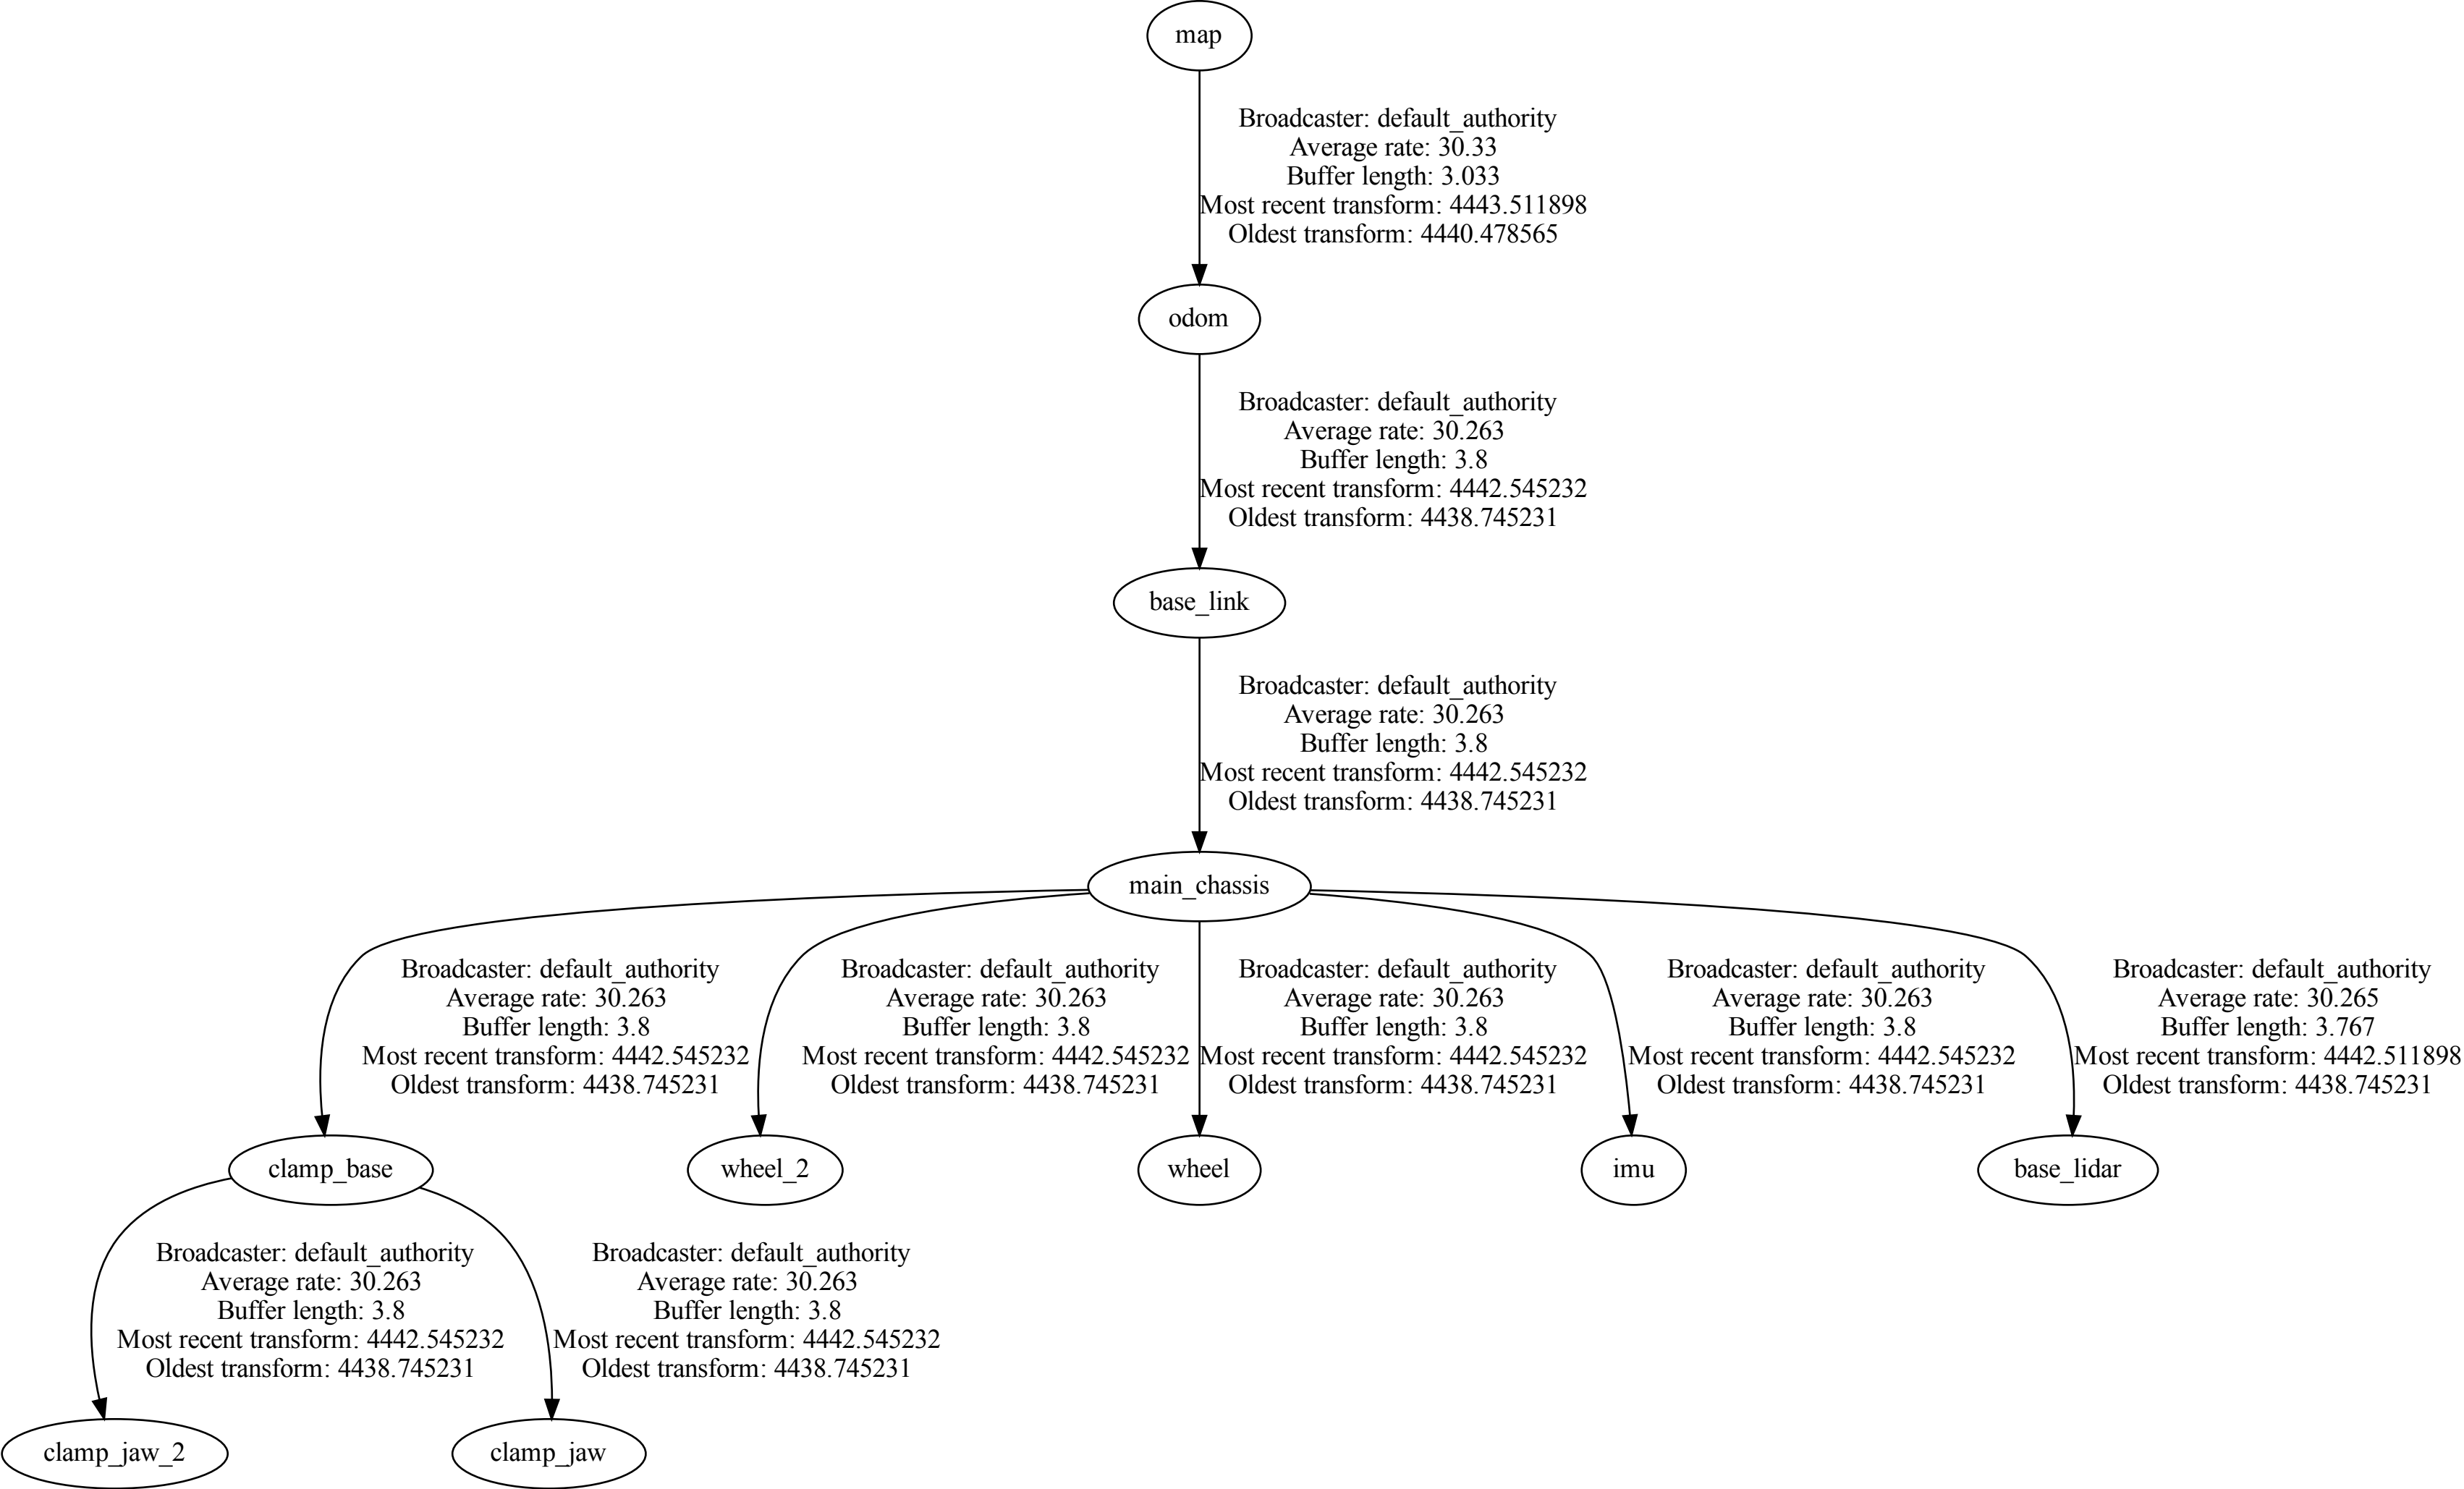 map
Broadcaster: default_authority
Average rate: 30.33
Buffer length: 3.033
Most recent transform: 4443.511898
Oldest transform: 4440.478565
odom
Broadcaster: default_authority
Average rate: 30.263
Buffer length: 3.8
Most recent transform: 4442.545232
Oldest transform: 4438.745231
base_link
Broadcaster: default_authority
Average rate: 30.263
Buffer length: 3.8
Most recent transform: 4442.545232
Oldest transform: 4438.745231
main_chassis
Broadcaster: default_authority
Average rate: 30.263
Buffer length: 3.8
Most recent transform: 4442.545232
Oldest transform: 4438.745231
Broadcaster: default_authority
Average rate: 30.263
Buffer length: 3.8
Most recent transform: 4442.545232
Oldest transform: 4438.745231
Broadcaster: default_authority
Average rate: 30.263
Buffer length: 3.8
Most recent transform: 4442.545232
Oldest transform: 4438.745231
Broadcaster: default_authority
Average rate: 30.263
Buffer length: 3.8
Most recent transform: 4442.545232
Oldest transform: 4438.745231
Broadcaster: default_authority
Average rate: 30.265
Buffer length: 3.767
Most recent transform: 4442.511898
Oldest transform: 4438.745231
clamp_base
wheel_2
wheel
imu
base_lidar
Broadcaster: default_authority
Average rate: 30.263
Buffer length: 3.8
Most recent transform: 4442.545232
Oldest transform: 4438.745231
Broadcaster: default_authority
Average rate: 30.263
Buffer length: 3.8
Most recent transform: 4442.545232
Oldest transform: 4438.745231
clamp_jaw_2
clamp_jaw